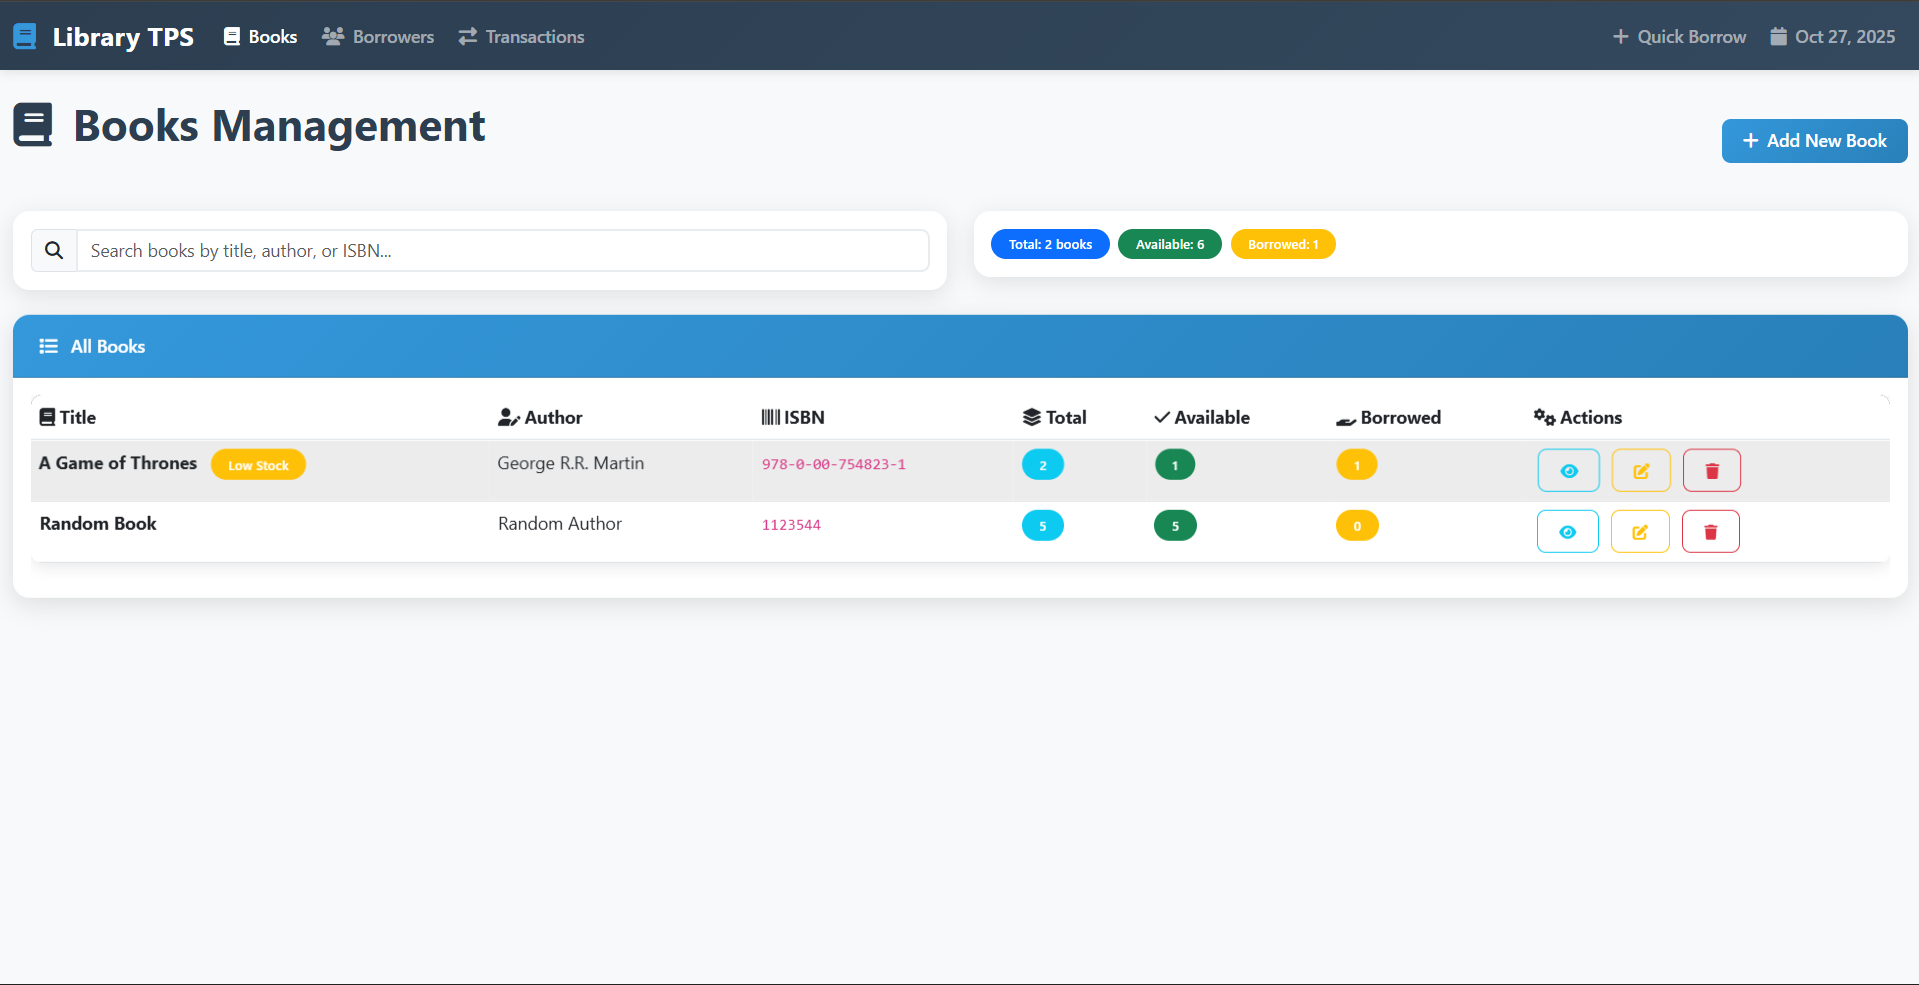 Library TPS Books Borrowers Transactions Quick Borrow Oct 27, 2025
Books Management
Add New Book
Search books by title, author, or ISBN...
Total: 2 books Available: 6 Borrowed: 1
All Books
Title Author ISBN Total Available Borrowed Actions
A Game of Thrones Low Stock George R.R. Martin 978-0-00-754823-1 2 1 1
Random Book Random Author 1123544 5 5 0